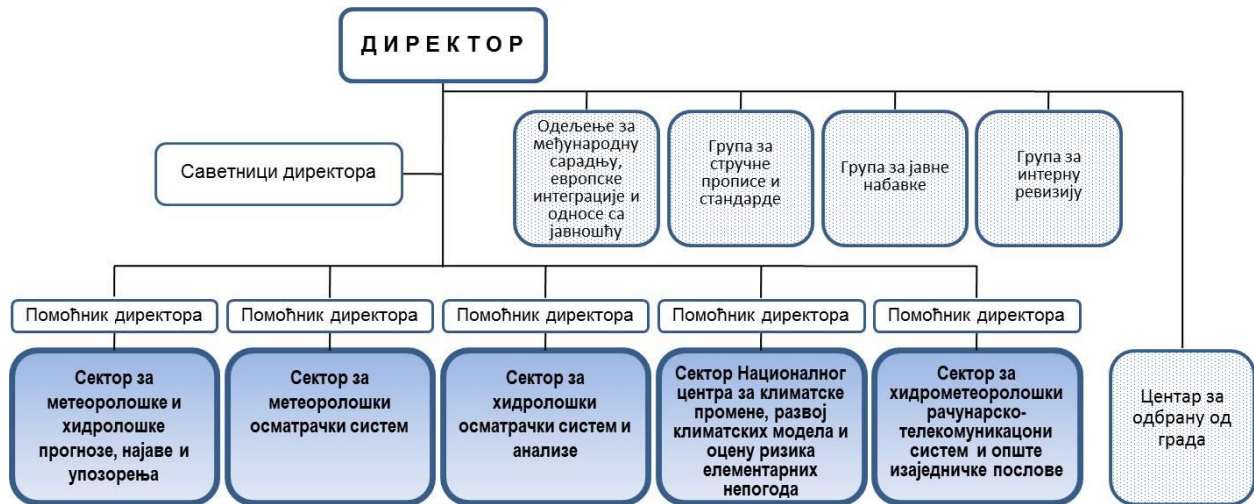 Д И Р Е К Т О Р
Одељење за
међународну
сарадњу,
европске
интеграције и
односе са
јавношћу
Група за
стручне
прописе и
стандарде
Група за јавне
набавке
Група за
интерну
ревизију
Саветници директора
Помоћник директора
Помоћник директора
Помоћник директора
Помоћник директора
Помоћник директора
Сектор за
метеоролошке и
хидролошке
прогнозе, најаве и
упозорења
Сектор за
метеоролошки
осматрачки систем
Сектор за
хидролошки
осматрачки систем и
анализе
Сектор Националног
центра за климатске
промене, развој
климатских модела и
оцену ризика
елементарних
непогода
Сектор за
хидрометеоролошки
рачунарско-
телекомуникацони
систем и опште
изаједничке послове
Центар за
одбрану од
града